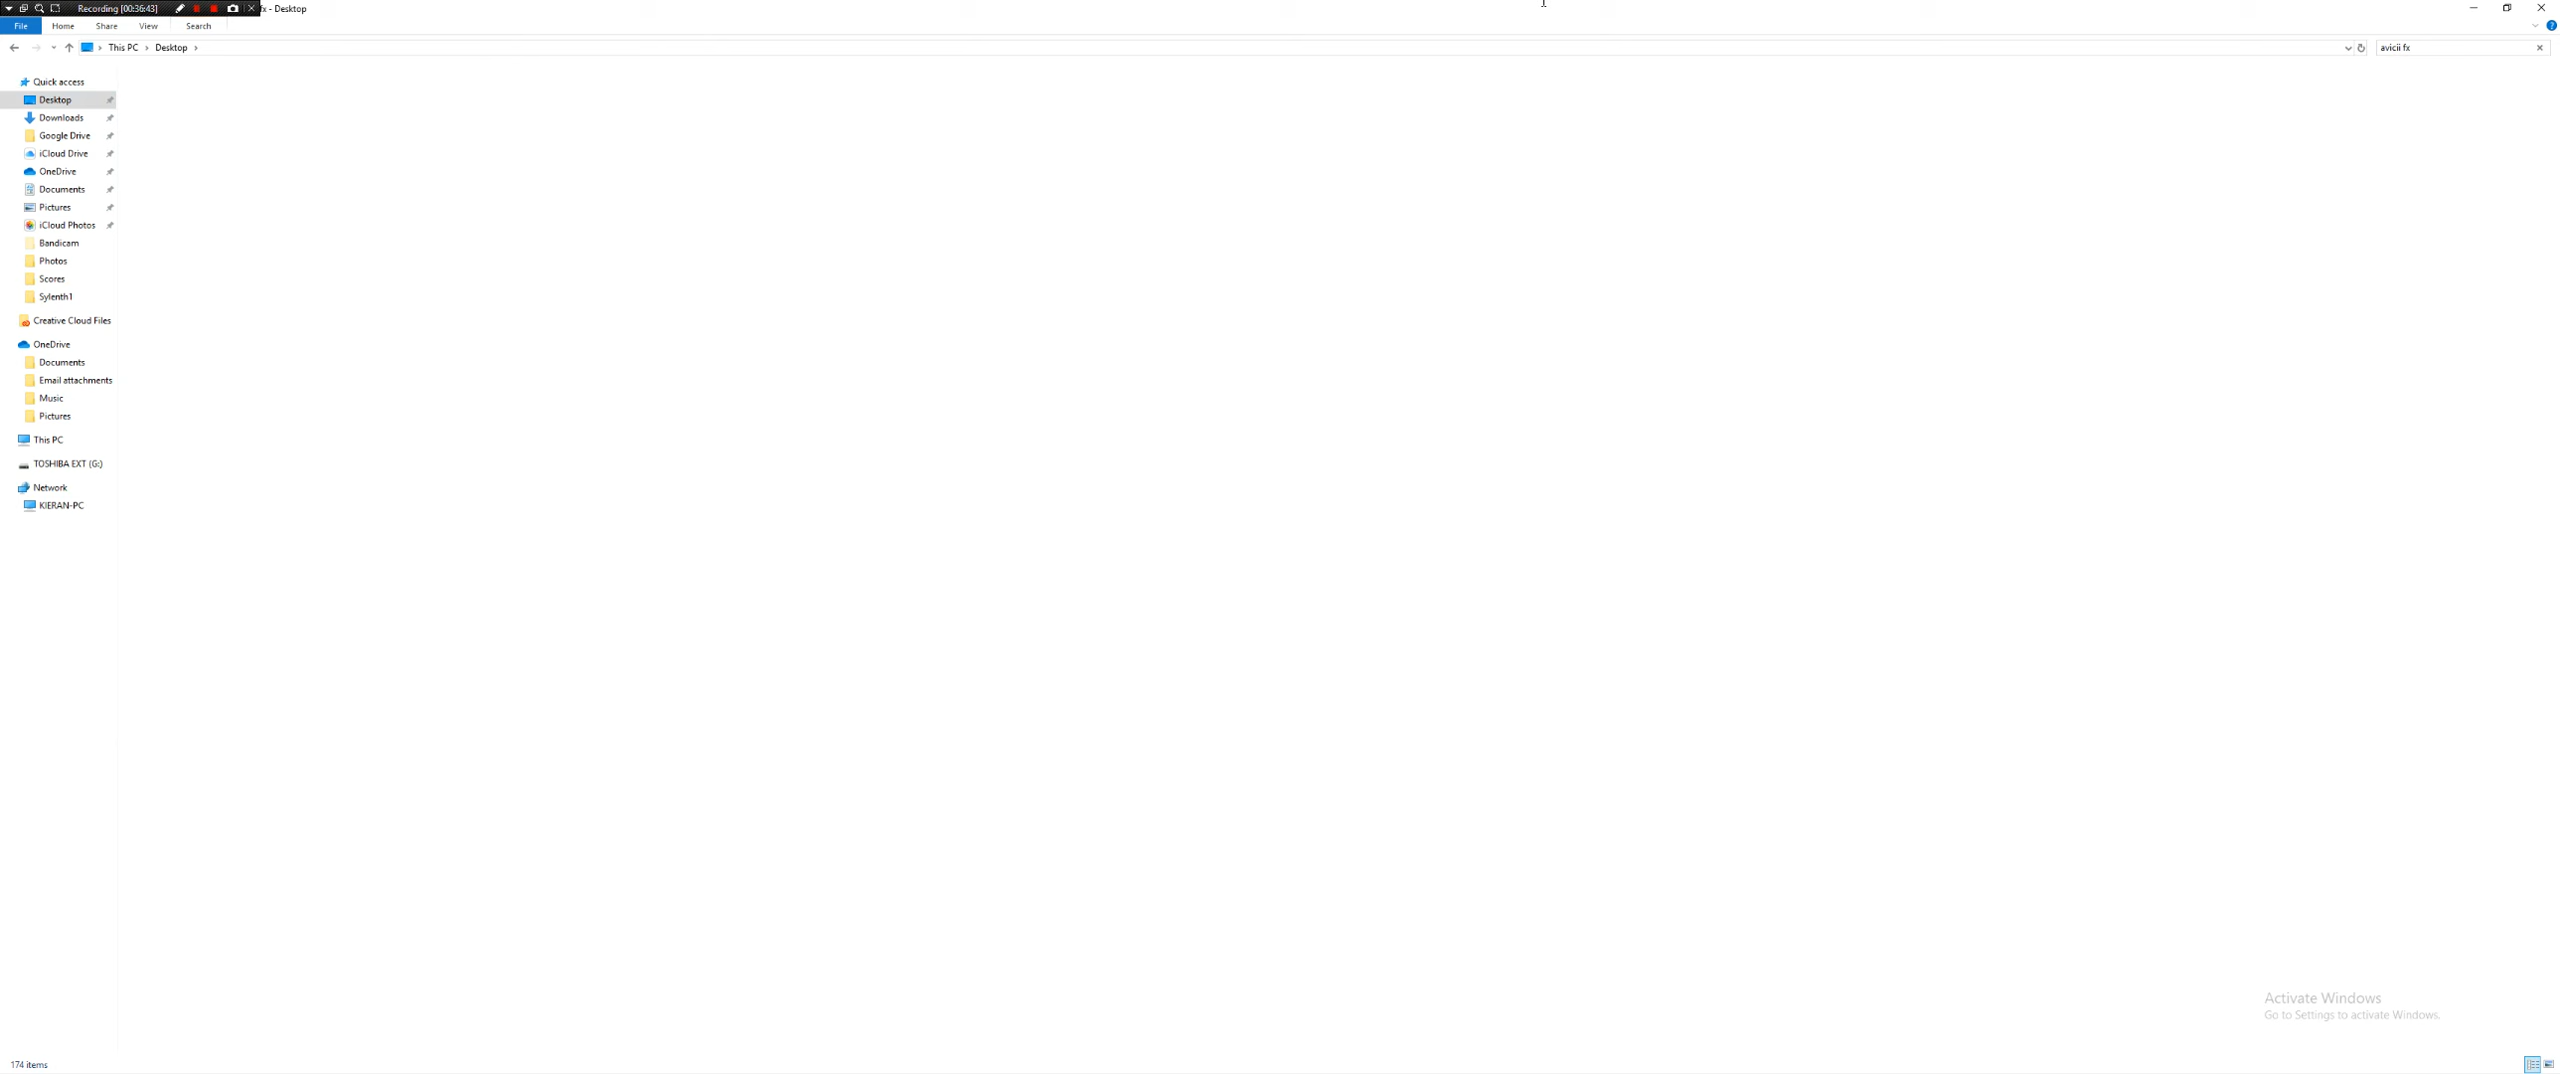 Recording [00:36:43]
fx - Desktop
File Home Share View Search
This PC > Desktop >
avicii fx
Quick access
Desktop
Downloads
Google Drive
iCloud Drive
OneDrive
Documents
Pictures
iCloud Photos
Bandicam
Photos
Scores
Sylenth1
Creative Cloud Files
OneDrive
Documents
Email attachments
Music
Pictures
This PC
TOSHIBA EXT (G:)
Network
KIERAN-PC
Activate Windows
Go to Settings to activate Windows.
174 items